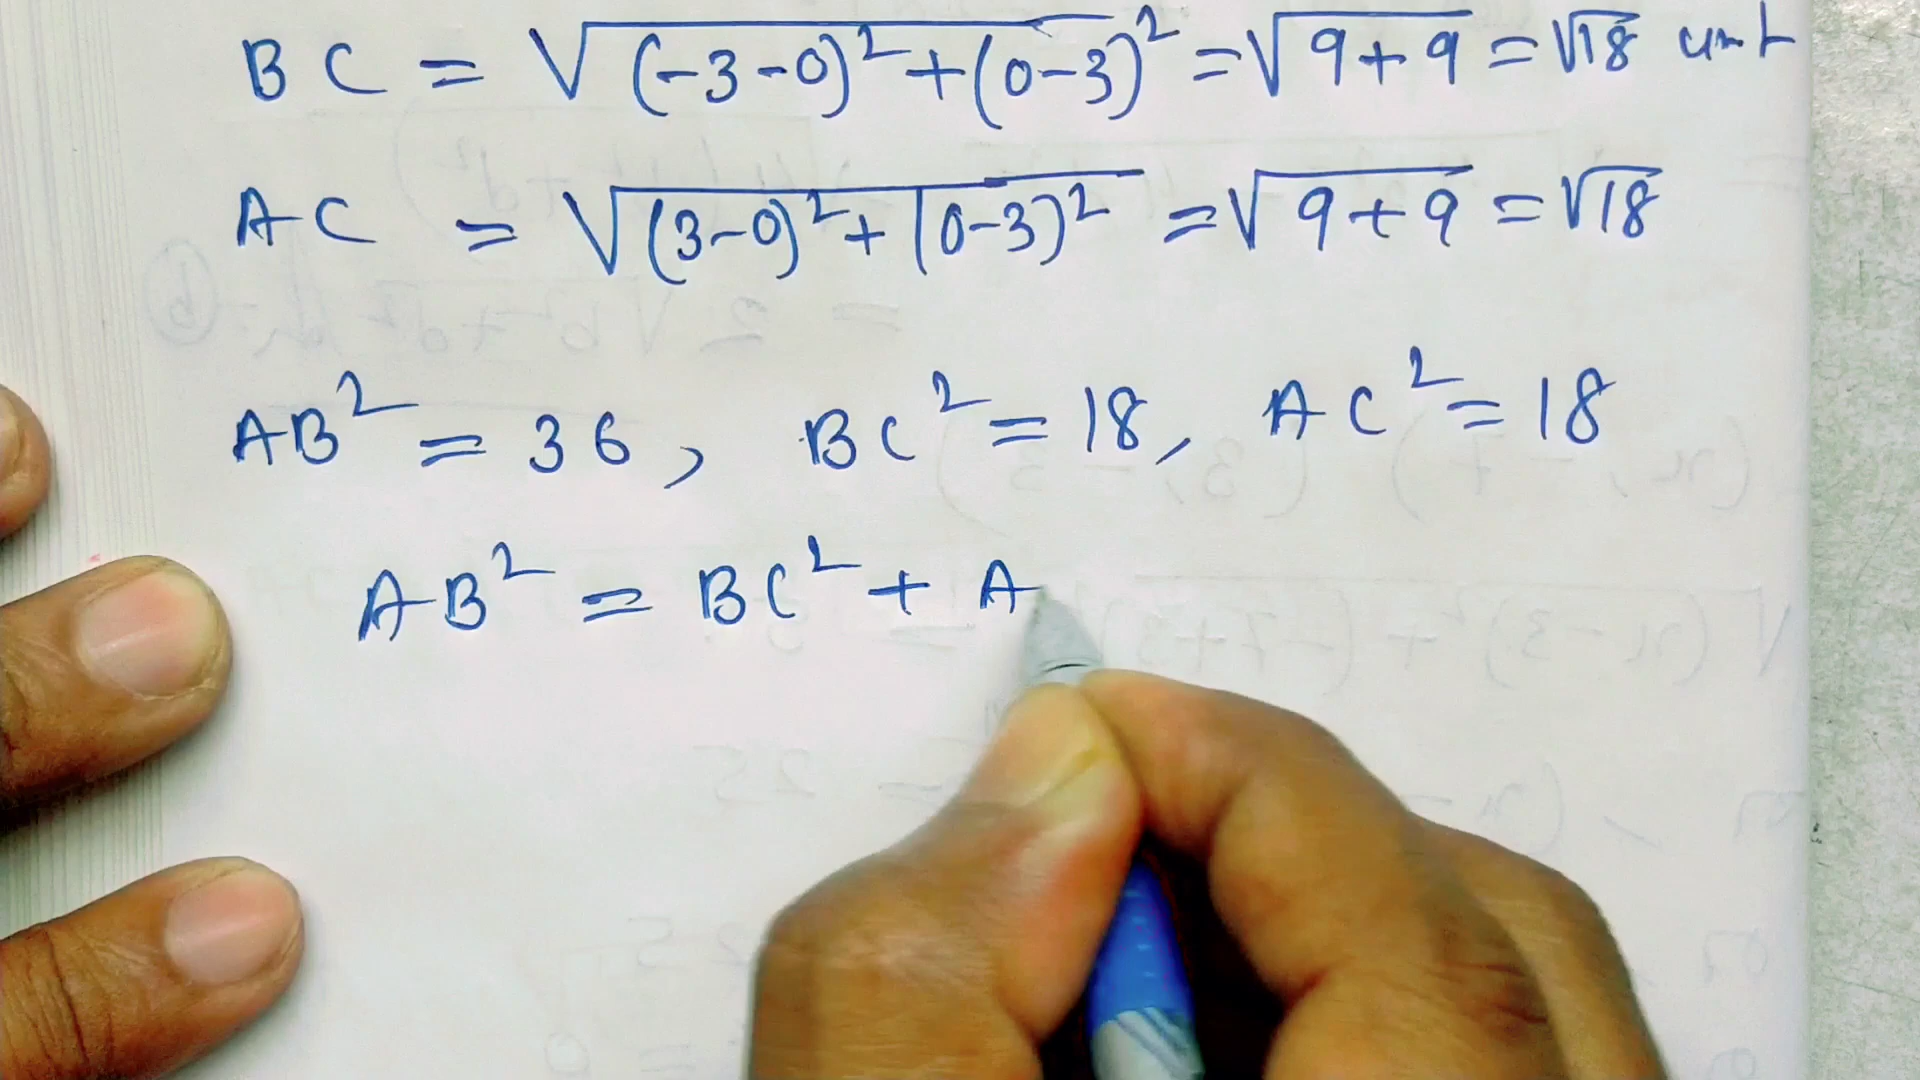 BC = √(-3-0)²+(0-3)² = √9+9 = √18 unit
AC = √(3-0)²+(0-3)² = √9+9 = √18
AB² = 36, BC² = 18, AC² = 18
AB² = BC² + A